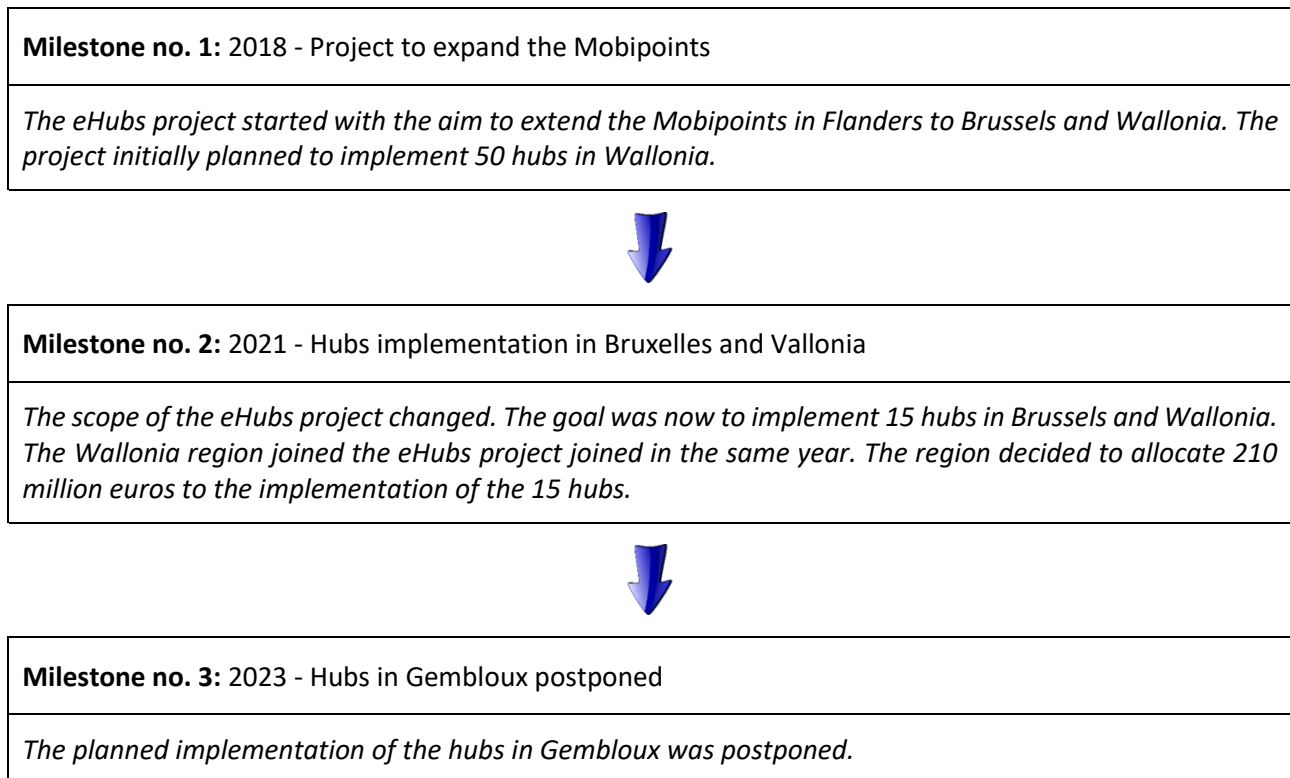 Milestone no. 1: 2018 - Project to expand the Mobipoints
The eHubs project started with the aim to extend the Mobipoints in Flanders to Brussels and Wallonia. The
project initially planned to implement 50 hubs in Wallonia.
Milestone no. 2: 2021 - Hubs implementation in Bruxelles and Vallonia
The scope of the eHubs project changed. The goal was now to implement 15 hubs in Brussels and Wallonia.
The Wallonia region joined the eHubs project joined in the same year. The region decided to allocate 210
million euros to the implementation of the 15 hubs.
Milestone no. 3: 2023 - Hubs in Gembloux postponed
The planned implementation of the hubs in Gembloux was postponed.